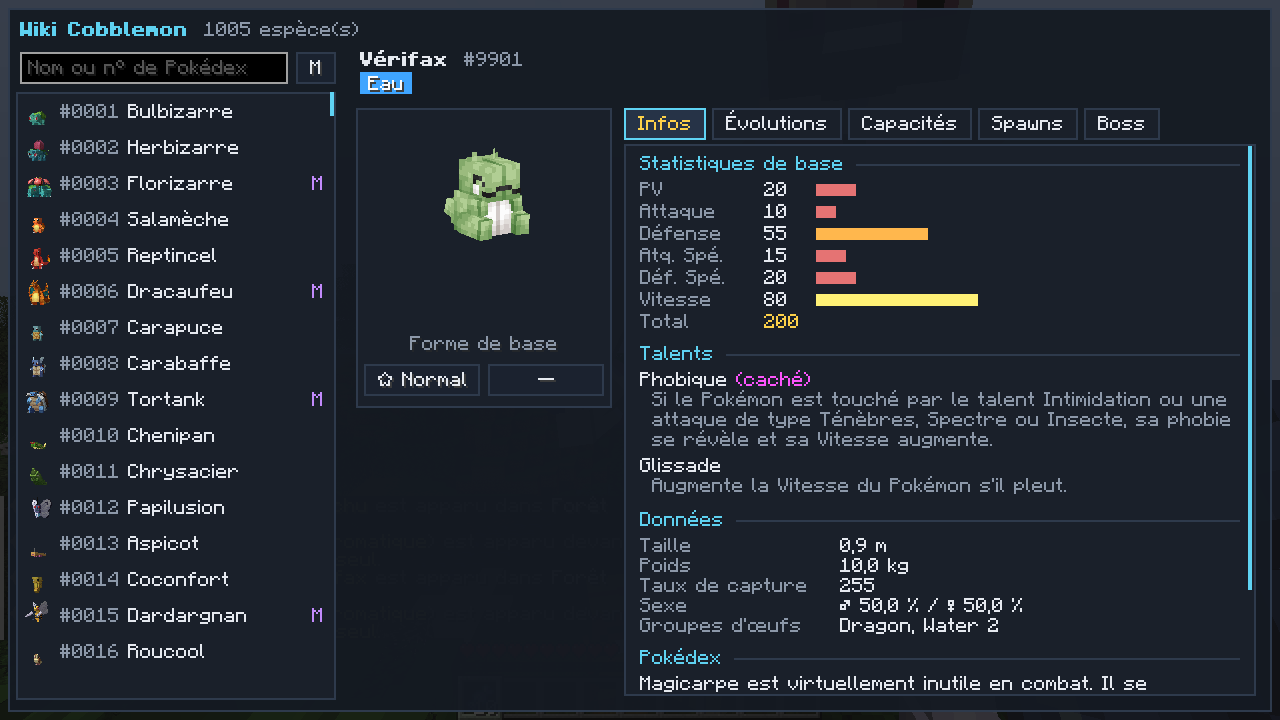 Wiki Cobblemon 1005 espèce(s)
Nom ou n° de Pokédex M
#0001 Bulbizarre
#0002 Herbizarre
#0003 Florizarre M
#0004 Salamèche
#0005 Reptincel
#0006 Dracaufeu M
#0007 Carapuce
#0008 Carabaffe
#0009 Tortank M
#0010 Chenipan
#0011 Chrysacier
#0012 Papilusion
#0013 Aspicot
#0014 Coconfort
#0015 Dardargnan M
#0016 Roucool
Vérifax #9901
Eau
Forme de base
☆ Normal —
Infos Évolutions Capacités Spawns Boss
Statistiques de base
PV 20
Attaque 10
Défense 55
Atq. Spé. 15
Déf. Spé. 20
Vitesse 80
Total 200
Talents
Phobique (caché)
Si le Pokémon est touché par le talent Intimidation ou une
attaque de type Ténèbres, Spectre ou Insecte, sa phobie
se révèle et sa Vitesse augmente.
Glissade
Augmente la Vitesse du Pokémon s'il pleut.
Données
Taille 0,9 m
Poids 10,0 kg
Taux de capture 255
Sexe ♂ 50,0 % / ♀ 50,0 %
Groupes d'œufs Dragon, Water 2
Pokédex
Magicarpe est virtuellement inutile en combat. Il se